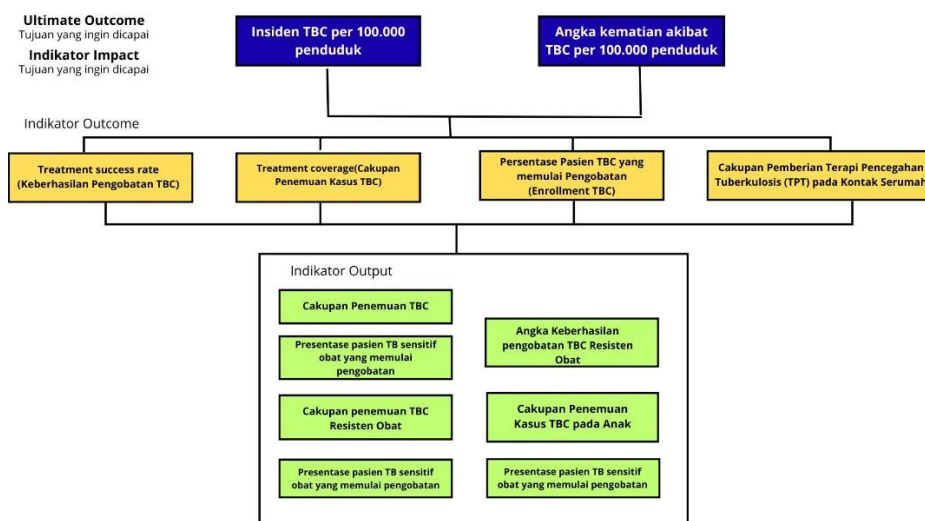 Ultimate Outcome
Tujuan yang ingin dicapai
Indikator Impact
Tujuan yang ingin dicapai
Insiden TBC per 100.000
penduduk
Angka kematian akibat
TBC per 100.000 penduduk
Indikator Outcome
Treatment success rate
(Keberhasilan Pengobatan TBC)
Treatment coverage(Cakupan
Penemuan Kasus TBC)
Persentase Pasien TBC yang
memulai Pengobatan
(Enrollment TBC)
Cakupan Pemberian Terapi Pencegahan
Tuberkulosis (TPT) pada Kontak Serumah
Indikator Output
Cakupan Penemuan TBC
Presentase pasien TB sensitif
obat yang memulai
pengobatan
Cakupan penemuan TBC
Resisten Obat
Presentase pasien TB sensitif
obat yang memulai pengobatan
Angka Keberhasilan
pengobatan TBC Resisten
Obat
Cakupan Penemuan
Kasus TBC pada Anak
Presentase pasien TB sensitif
obat yang memulai pengobatan